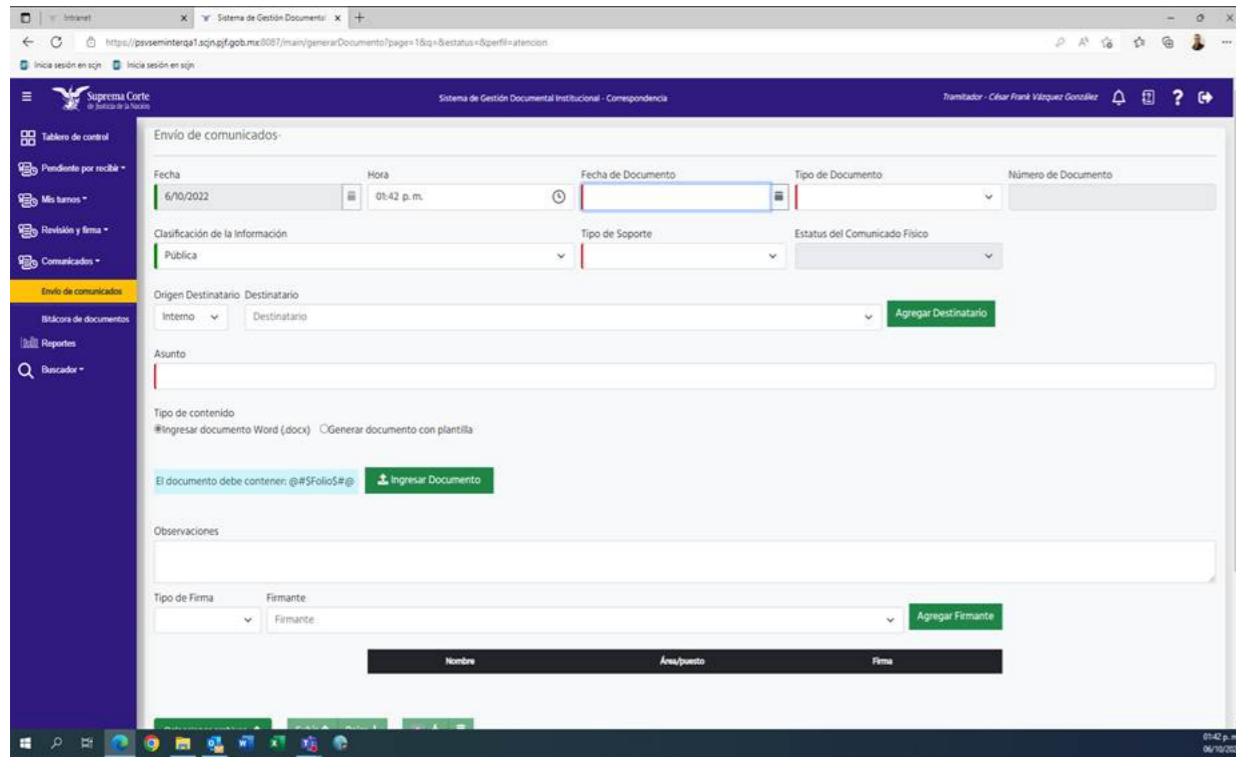 Intranet
Sistema de Gestión Documental
https://psvseminterqa1.scjn.pjf.gob.mx:8087/main/generarDocumento?page=1&q=&estatus=&perfil=atencion
Inicia sesión en scjn Inicia sesión en scjn
Suprema Corte
de Justicia de la Nación
Sistema de Gestión Documental Institucional - Correspondencia
Tramitador - César Frank Vázquez González
Tablero de control
Pendiente por recibir
Mis turnos
Revisión y firma
Comunicados
Envío de comunicados
Bitácora de documentos
Reportes
Buscador
Envío de comunicados-
Fecha Hora Fecha de Documento Tipo de Documento Número de Documento
6/10/2022 01:42 p. m.
Clasificación de la Información Tipo de Soporte Estatus del Comunicado Físico
Pública
Origen Destinatario Destinatario
Interno Destinatario Agregar Destinatario
Asunto
Tipo de contenido
Ingresar documento Word (.docx) Generar documento con plantilla
El documento debe contener: @#$Folio$#@ Ingresar Documento
Observaciones
Tipo de Firma Firmante
Firmante Agregar Firmante
Nombre Área/puesto Firma
01:42 p. m
06/10/202